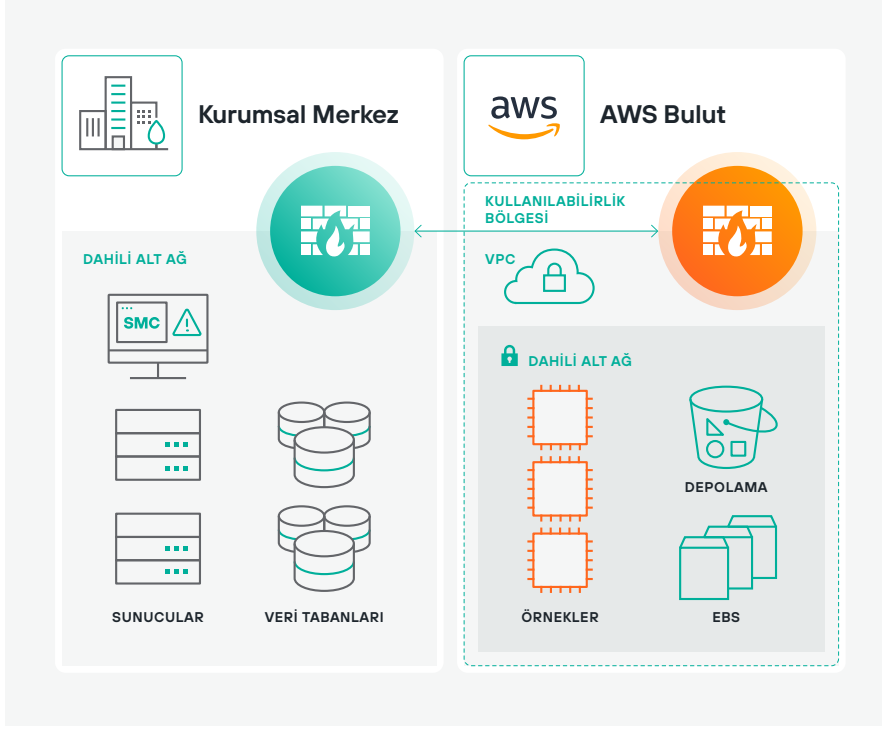 Kurumsal Merkez
DAHİLİ ALT AĞ
SMC
SUNUCULAR
VERİ TABANLARI
aws
AWS Bulut
KULLANILABİLİRLİK
BÖLGESİ
VPC
DAHİLİ ALT AĞ
DEPOLAMA
ÖRNEKLER
EBS